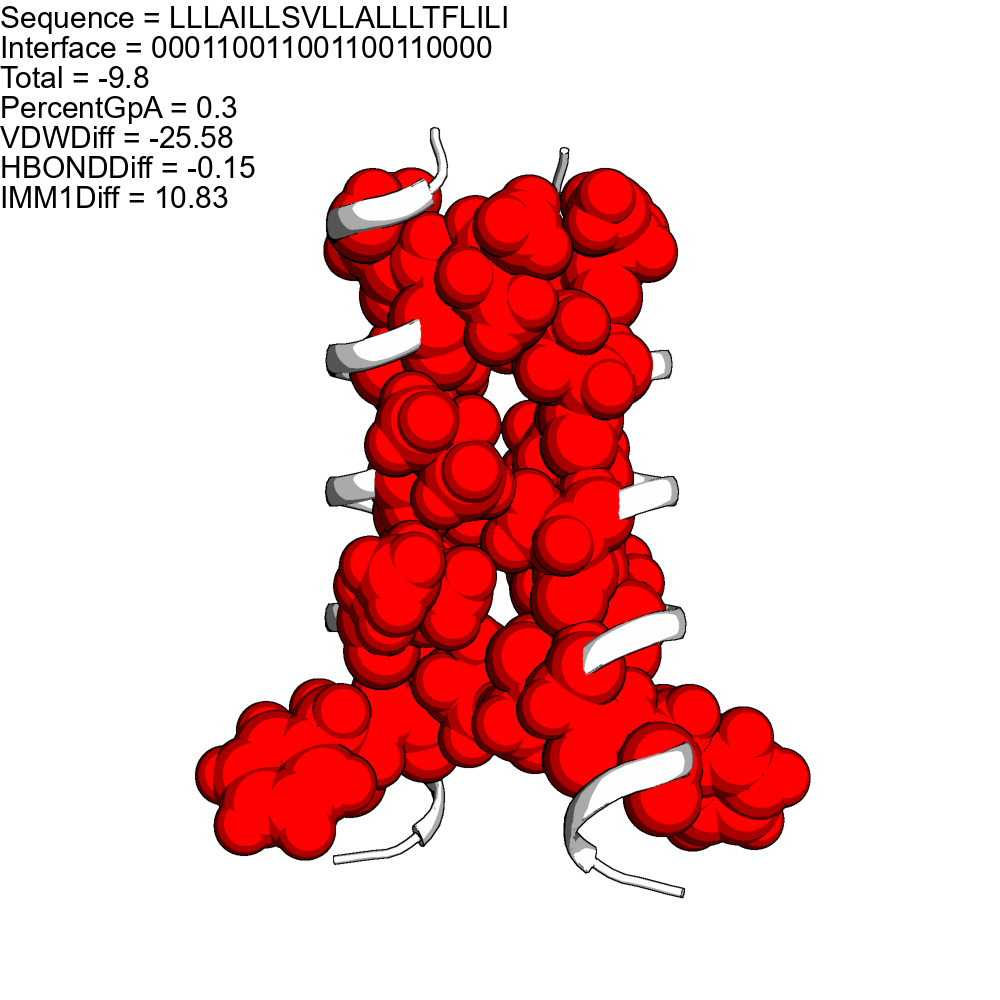 Sequence = LLLAILLSVLLALLLTFLILI
Interface = 000110011001100110000
Total = -9.8
PercentGpA = 0.3
VDWDiff = -25.58
HBONDDiff = -0.15
IMM1Diff = 10.83